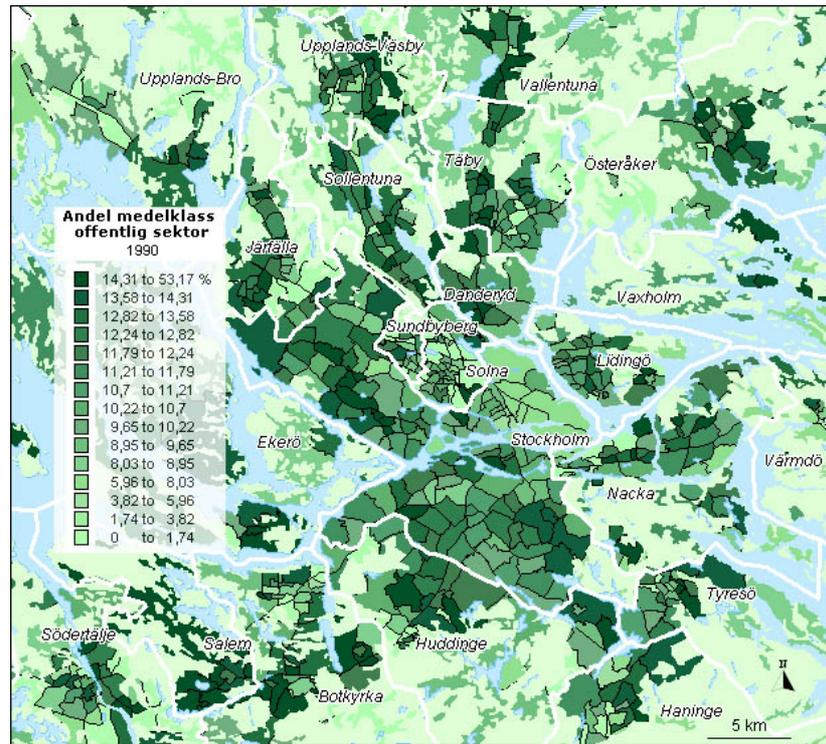 Upplands-Väsby
Upplands-Bro
Vallentuna
Täby
Österåker
Sollentuna
Andel medelklass
offentlig sektor
1990
14,31 to 53,17 %
13,58 to 14,31
12,82 to 13,58
12,24 to 12,82
11,79 to 12,24
11,21 to 11,79
10,7 to 11,21
10,22 to 10,7
9,65 to 10,22
8,95 to 9,65
8,03 to 8,95
5,96 to 8,03
3,82 to 5,96
1,74 to 3,82
0 to 1,74
Järfälla
Danderyd
Vaxholm
Sundbyberg
Lidingö
Solna
Ekerö
Stockholm
Värmdö
Nacka
Tyresö
Södertälje
Salem
Huddinge
Botkyrka
Haninge
N
5 km